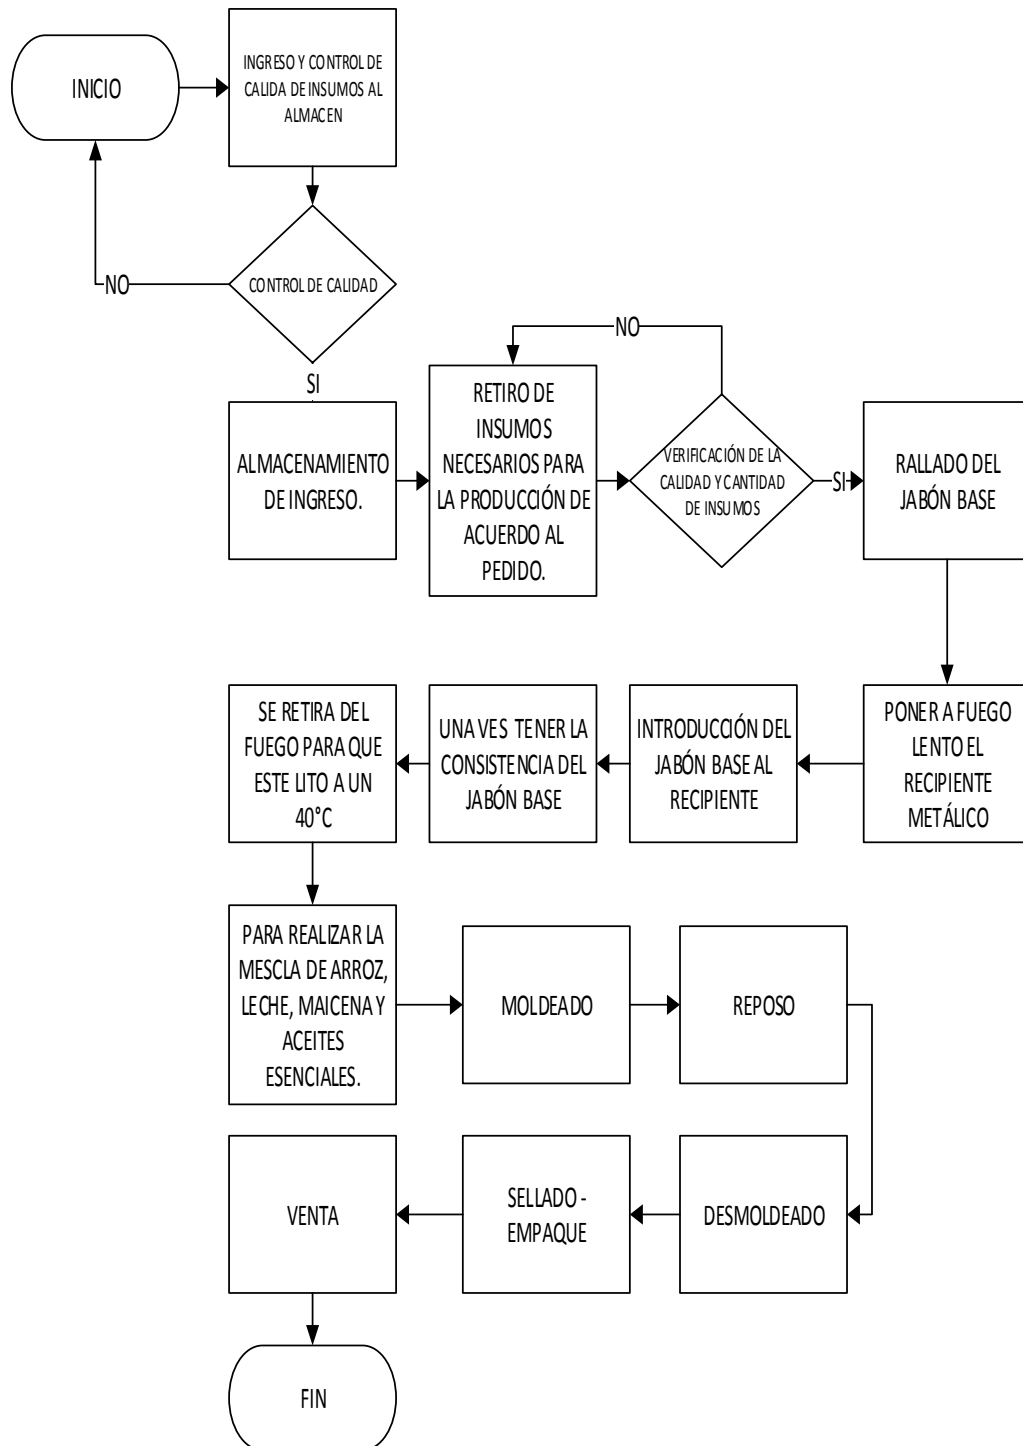 INICIO
INGRESO Y CONTROL DE
CALIDA DE INSUMOS AL
ALMACEN
CONTROL DE CALIDAD
NO
SI
ALMACENAMIENTO
DE INGRESO.
RETIRO DE
INSUMOS
NECESARIOS PARA
LA PRODUCCIÓN DE
ACUERDO AL
PEDIDO.
NO
VERIFICACIÓN DE LA
CALIDAD Y CANTIDAD
DE INSUMOS
SI
RALLADO DEL
JABÓN BASE
PONER A FUEGO
LENTO EL
RECIPIENTE
METÁLICO
INTRODUCCIÓN DEL
JABÓN BASE AL
RECIPIENTE
UNA VES TENER LA
CONSISTENCIA DEL
JABÓN BASE
SE RETIRA DEL
FUEGO PARA QUE
ESTE LITO A UN
40°C
PARA REALIZAR LA
MESCLA DE ARROZ,
LECHE, MAICENA Y
ACEITES
ESENCIALES.
MOLDEADO
REPOSO
DESMOLDEADO
SELLADO -
EMPAQUE
VENTA
FIN